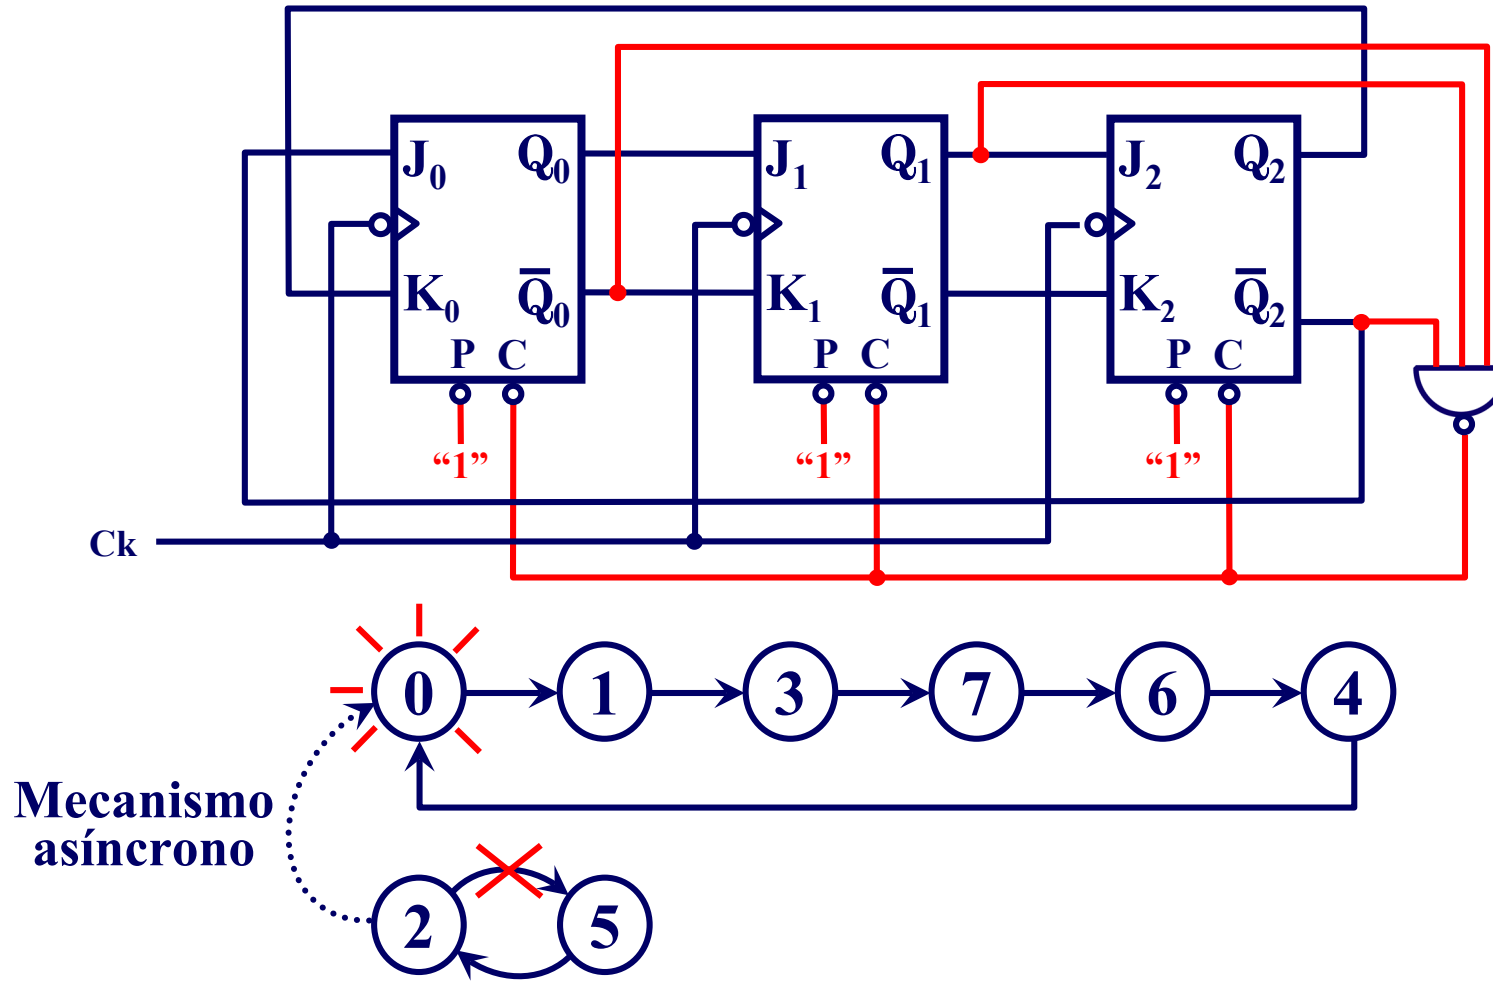 J0 Q0 J1 Q1 J2 Q2
K0 Q̅0 K1 Q̅1 K2 Q̅2
P C P C P C
“1” “1” “1”
Ck
0 1 3 7 6 4
Mecanismo
asíncrono
2 5